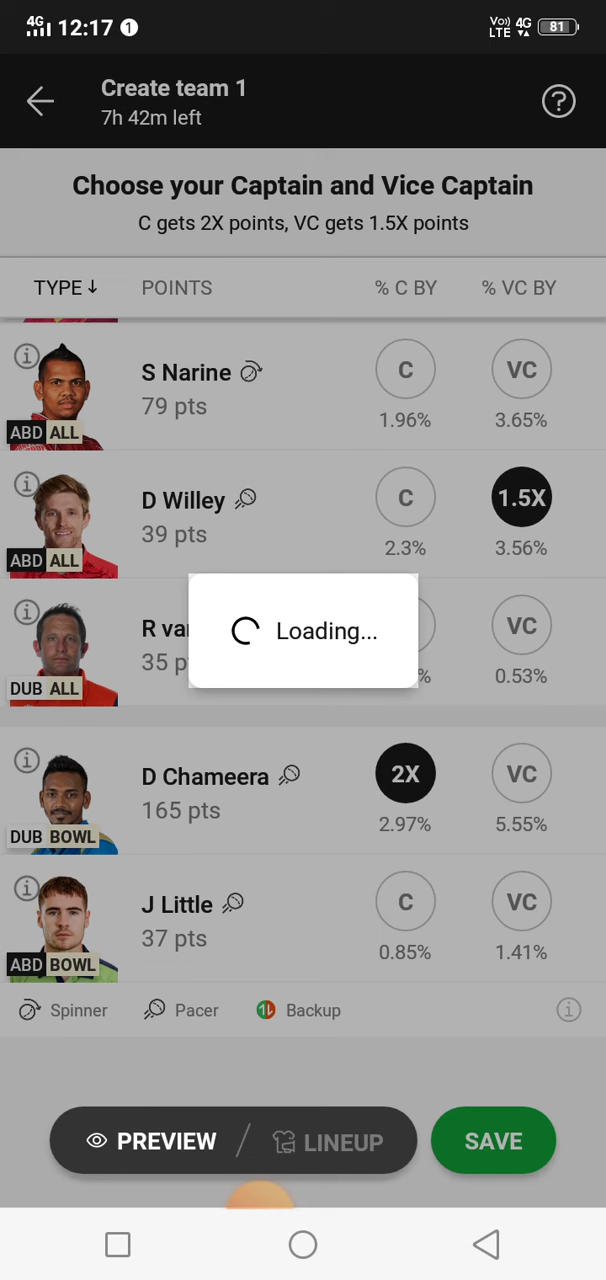 4G 12:17 1 Vo)) LTE 4G 81
Create team 1
7h 42m left
?
Choose your Captain and Vice Captain
C gets 2X points, VC gets 1.5X points
TYPE↓ POINTS % C BY % VC BY
S Narine C VC
79 pts 1.96% 3.65%
ABD ALL
D Willey C 1.5X
39 pts 2.3% 3.56%
ABD ALL
VC
0.53%
DUB ALL
Loading...
D Chameera 2X VC
165 pts 2.97% 5.55%
DUB BOWL
J Little C VC
37 pts 0.85% 1.41%
ABD BOWL
Spinner Pacer Backup
PREVIEW / LINEUP SAVE